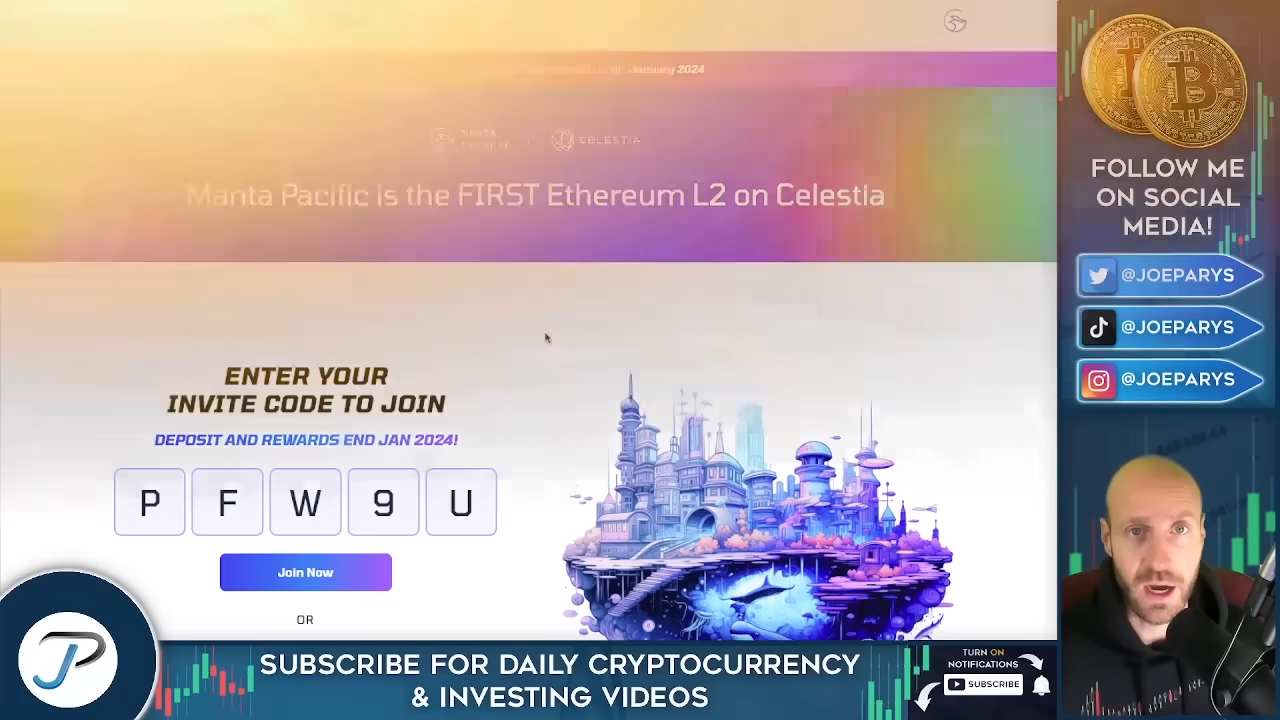 January 2024
MANTA
CELESTIA
Manta Pacific is the FIRST Ethereum L2 on Celestia
ENTER YOUR
INVITE CODE TO JOIN
DEPOSIT AND REWARDS END JAN 2024!
P F W 9 U
Join Now
OR
FOLLOW ME
ON SOCIAL
MEDIA!
@JOEPARYS
@JOEPARYS
@JOEPARYS
SUBSCRIBE FOR DAILY CRYPTOCURRENCY
& INVESTING VIDEOS
TURN ON
NOTIFICATIONS
SUBSCRIBE